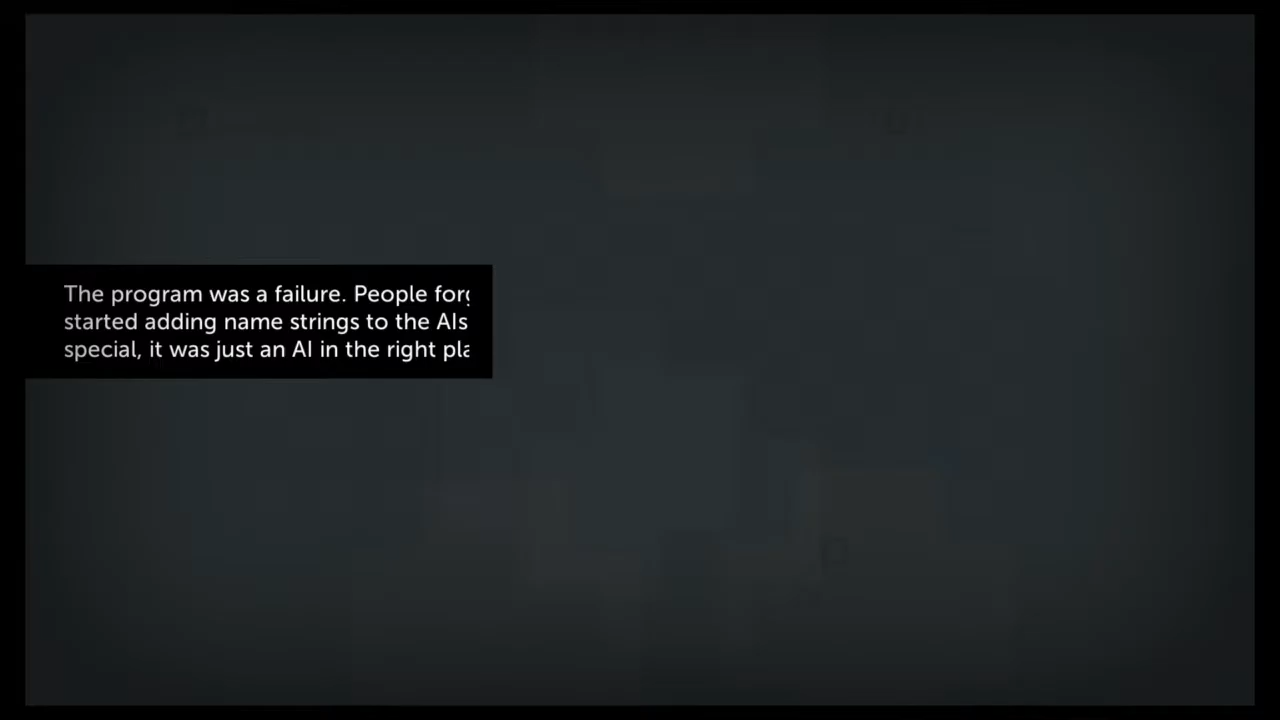 The program was a failure. People
started adding name strings to the AIs
special, it was just an AI in the right